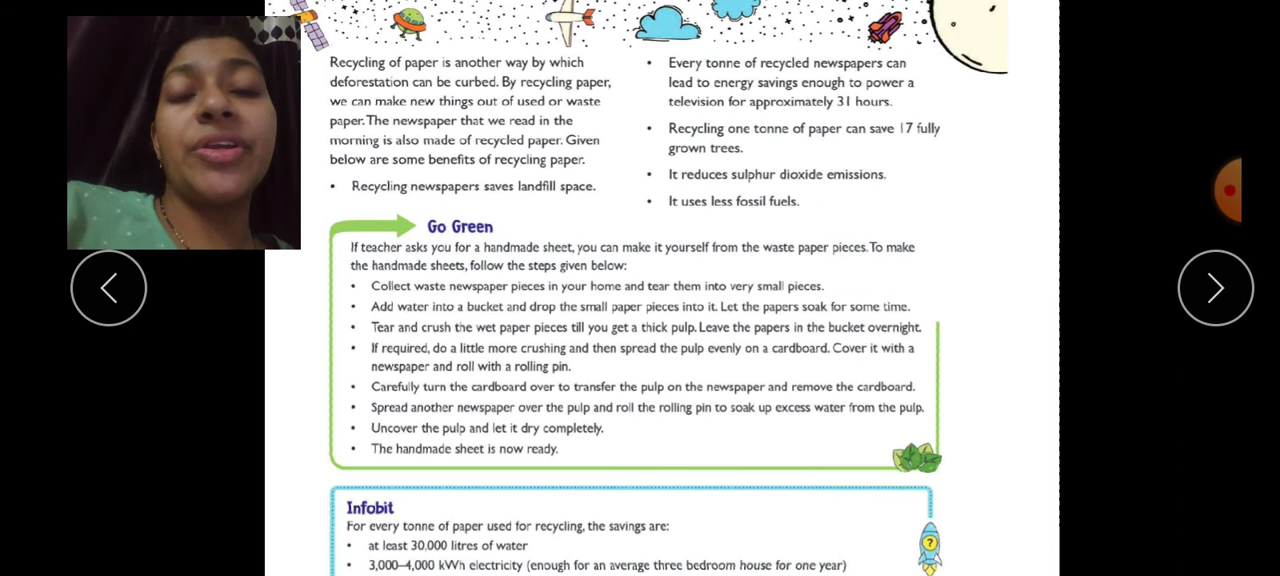 Recycling of paper is another way by which
deforestation can be curbed. By recycling paper,
we can make new things out of used or waste
paper. The newspaper that we read in the
morning is also made of recycled paper. Given
below are some benefits of recycling paper.
• Recycling newspapers saves landfill space.
• Every tonne of recycled newspapers can
lead to energy savings enough to power a
television for approximately 31 hours.
• Recycling one tonne of paper can save 17 fully
grown trees.
• It reduces sulphur dioxide emissions.
• It uses less fossil fuels.
Go Green
If teacher asks you for a handmade sheet, you can make it yourself from the waste paper pieces. To make
the handmade sheets, follow the steps given below:
• Collect waste newspaper pieces in your home and tear them into very small pieces.
• Add water into a bucket and drop the small paper pieces into it. Let the papers soak for some time.
• Tear and crush the wet paper pieces till you get a thick pulp. Leave the papers in the bucket overnight.
• If required, do a little more crushing and then spread the pulp evenly on a cardboard. Cover it with a
newspaper and roll with a rolling pin.
• Carefully turn the cardboard over to transfer the pulp on the newspaper and remove the cardboard.
• Spread another newspaper over the pulp and roll the rolling pin to soak up excess water from the pulp.
• Uncover the pulp and let it dry completely.
• The handmade sheet is now ready.
Infobit
For every tonne of paper used for recycling, the savings are:
• at least 30,000 litres of water
• 3,000–4,000 kWh electricity (enough for an average three bedroom house for one year)
?